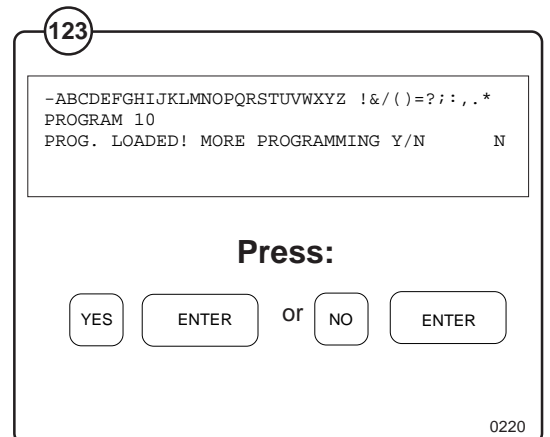 123
-ABCDEFGHIJKLMNOPQRSTUVWXYZ !&/()=?;:,.*
PROGRAM 10
PROG. LOADED! MORE PROGRAMMING Y/N N
Press:
YES ENTER or NO ENTER
0220